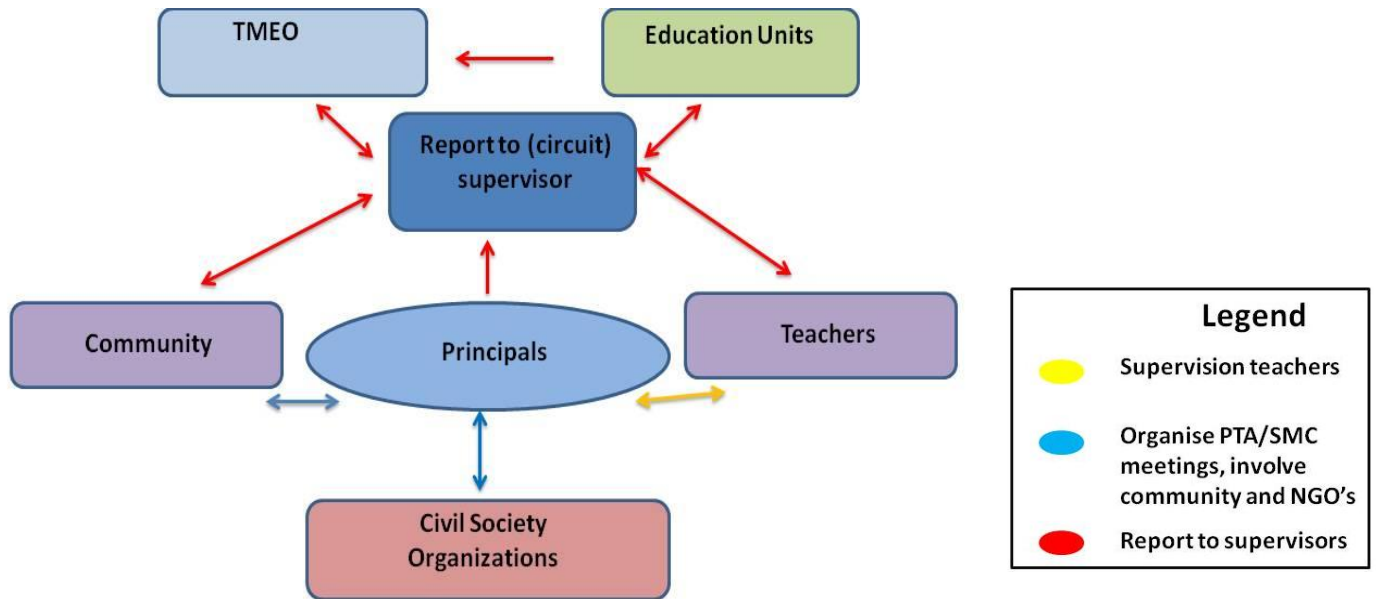 TMEO
Education Units
Report to (circuit)
supervisor
Community
Principals
Teachers
Civil Society
Organizations
Legend
Supervision teachers
Organise PTA/SMC
meetings, involve
community and NGO's
Report to supervisors